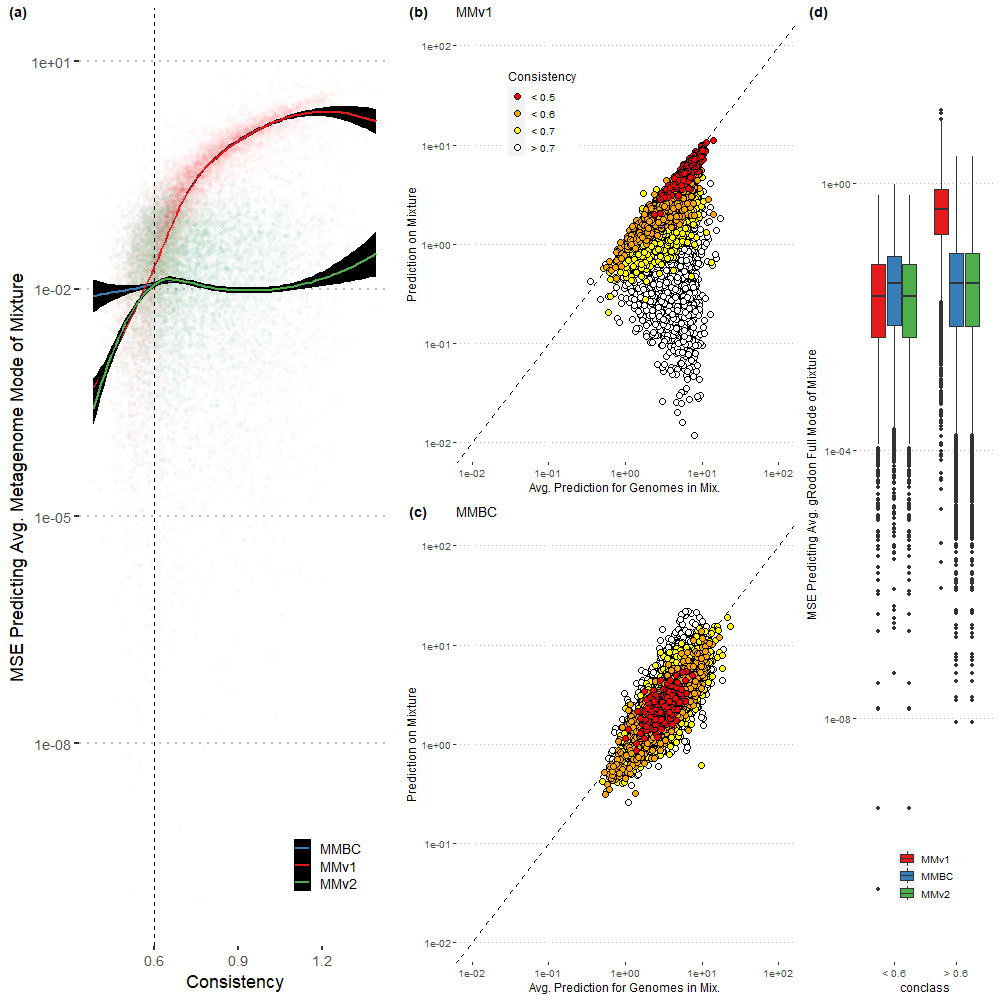 (a)
MSE Predicting Avg. Metagenome Mode of Mixture
1e+01
1e-02
1e-05
1e-08
0.6
0.9
1.2
Consistency
MMBC
MMv1
MMv2
(b)
MMv1
Prediction on Mixture
1e+02
1e+01
1e+00
1e-01
1e-02
Consistency
< 0.5
< 0.6
< 0.7
> 0.7
1e-02
1e-01
1e+00
1e+01
1e+02
Avg. Prediction for Genomes in Mix.
(c)
MMBC
Prediction on Mixture
1e+02
1e+01
1e+00
1e-01
1e-02
1e-02
1e-01
1e+00
1e+01
1e+02
Avg. Prediction for Genomes in Mix.
(d)
MSE Predicting Avg. gRodon Full Mode of Mixture
1e+00
1e-04
1e-08
MMv1
MMBC
MMv2
< 0.6
> 0.6
conclass